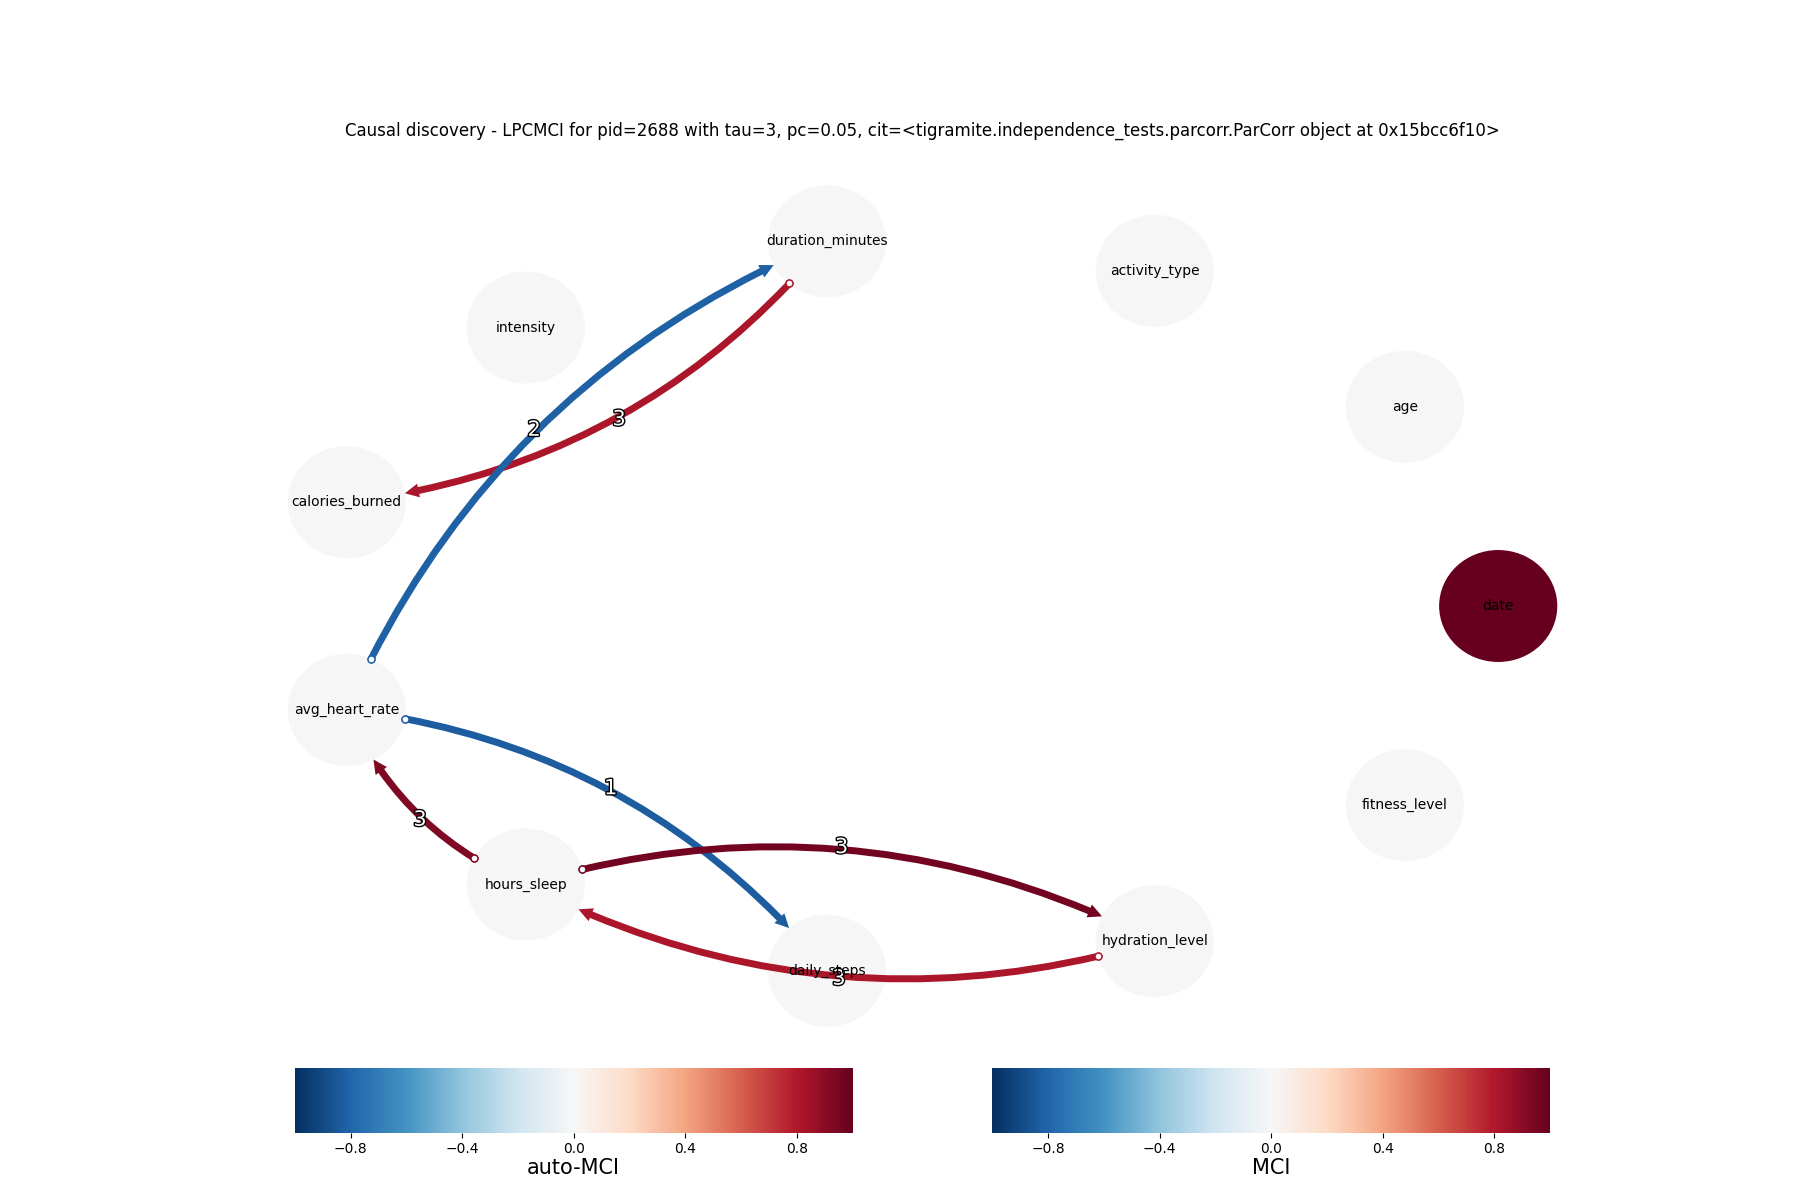 Causal discovery - LPCMCI for pid=2688 with tau=3, pc=0.05, cit=<tigramite.independence_tests.parcorr.ParCorr object at 0x15bcc6f10>
duration_minutes
activity_type
intensity
age
3
2
calories_burned
date
avg_heart_rate
1
fitness_level
3
3
hours_sleep
hydration_level
daily_steps
3
−0.8 −0.4 0.0 0.4 0.8
auto-MCI
−0.8 −0.4 0.0 0.4 0.8
MCI